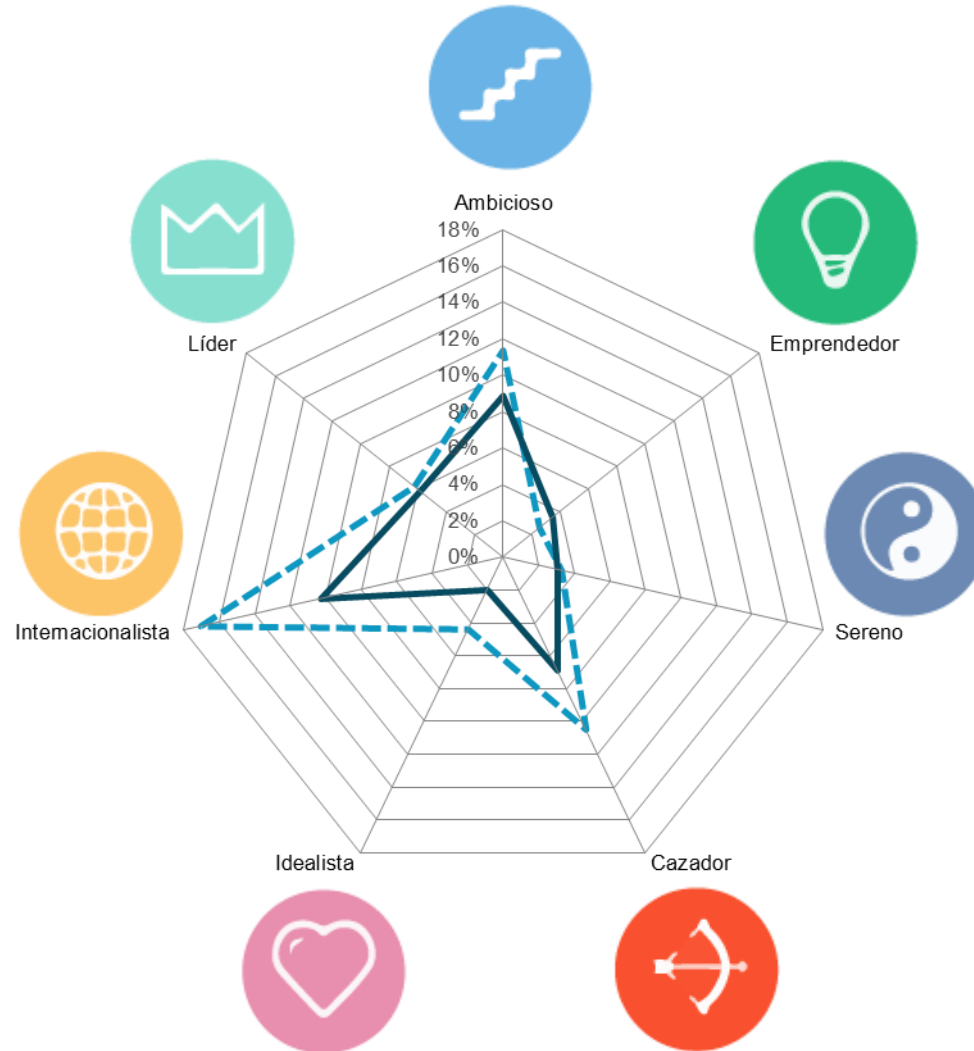 Ambicioso
18%
16%
14%
12%
10%
8%
6%
4%
2%
0%
Líder
Emprendedor
Internacionalista
Sereno
Idealista
Cazador